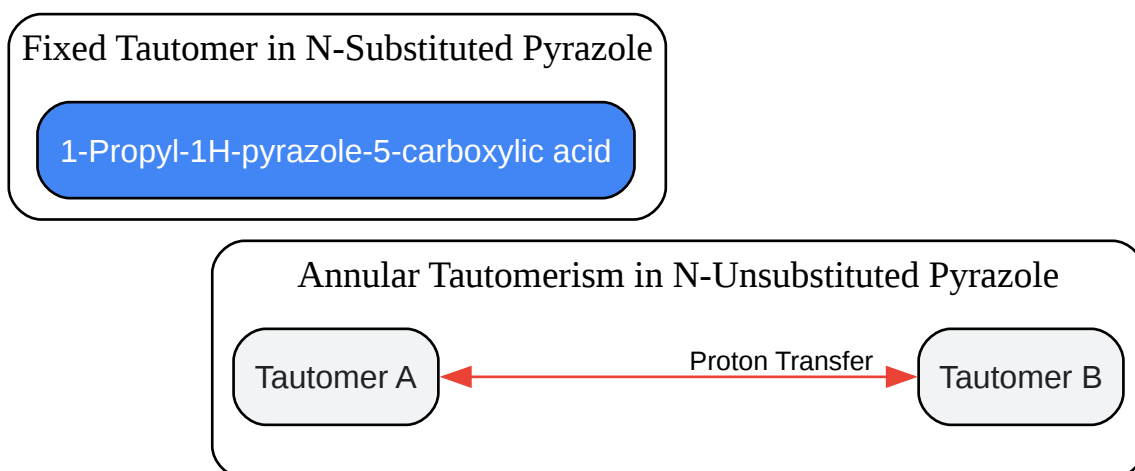 Fixed Tautomer in N-Substituted Pyrazole
1-Propyl-1H-pyrazole-5-carboxylic acid
Annular Tautomerism in N-Unsubstituted Pyrazole
Proton Transfer
Tautomer A
Tautomer B